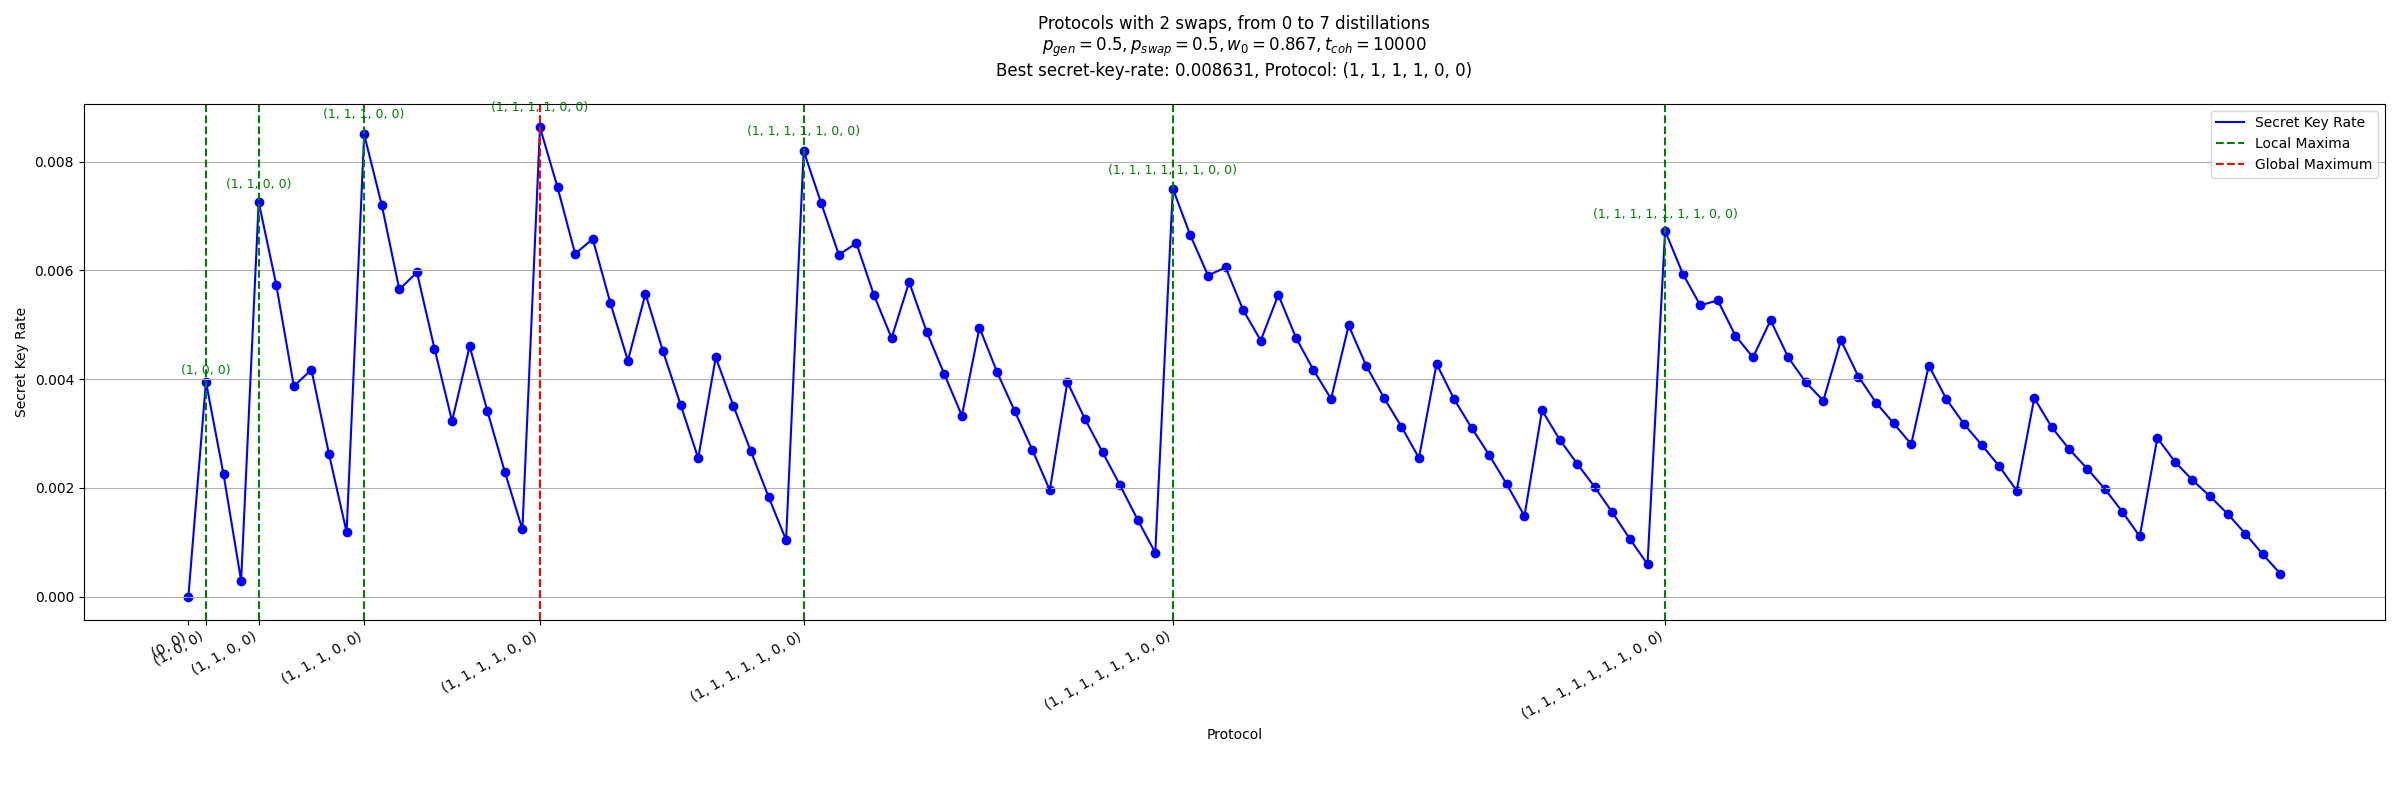 Protocols with 2 swaps, from 0 to 7 distillations
p_gen = 0.5, p_swap = 0.5, w_0 = 0.867, t_coh = 10000
Best secret-key-rate: 0.008631, Protocol: (1, 1, 1, 1, 0, 0)
(1, 0, 0)
(1, 1, 0, 0)
(1, 1, 1, 0, 0)
(1, 1, 1, 1, 0, 0)
(1, 1, 1, 1, 1, 0, 0)
(1, 1, 1, 1, 1, 1, 0, 0)
(1, 1, 1, 1, 1, 1, 1, 0, 0)
Secret Key Rate
Local Maxima
Global Maximum
Secret Key Rate
0.008
0.006
0.004
0.002
0.000
(0, 0)
(1, 0, 0)
(1, 1, 0, 0)
(1, 1, 1, 0, 0)
(1, 1, 1, 1, 0, 0)
(1, 1, 1, 1, 1, 0, 0)
(1, 1, 1, 1, 1, 1, 0, 0)
(1, 1, 1, 1, 1, 1, 1, 0, 0)
Protocol